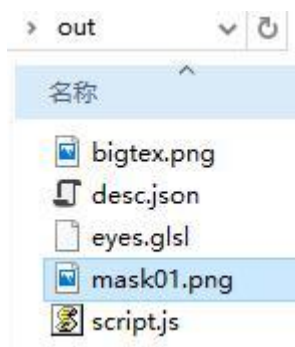 out
名称
bigtex.png
desc.json
eyes.glsl
mask01.png
script.js